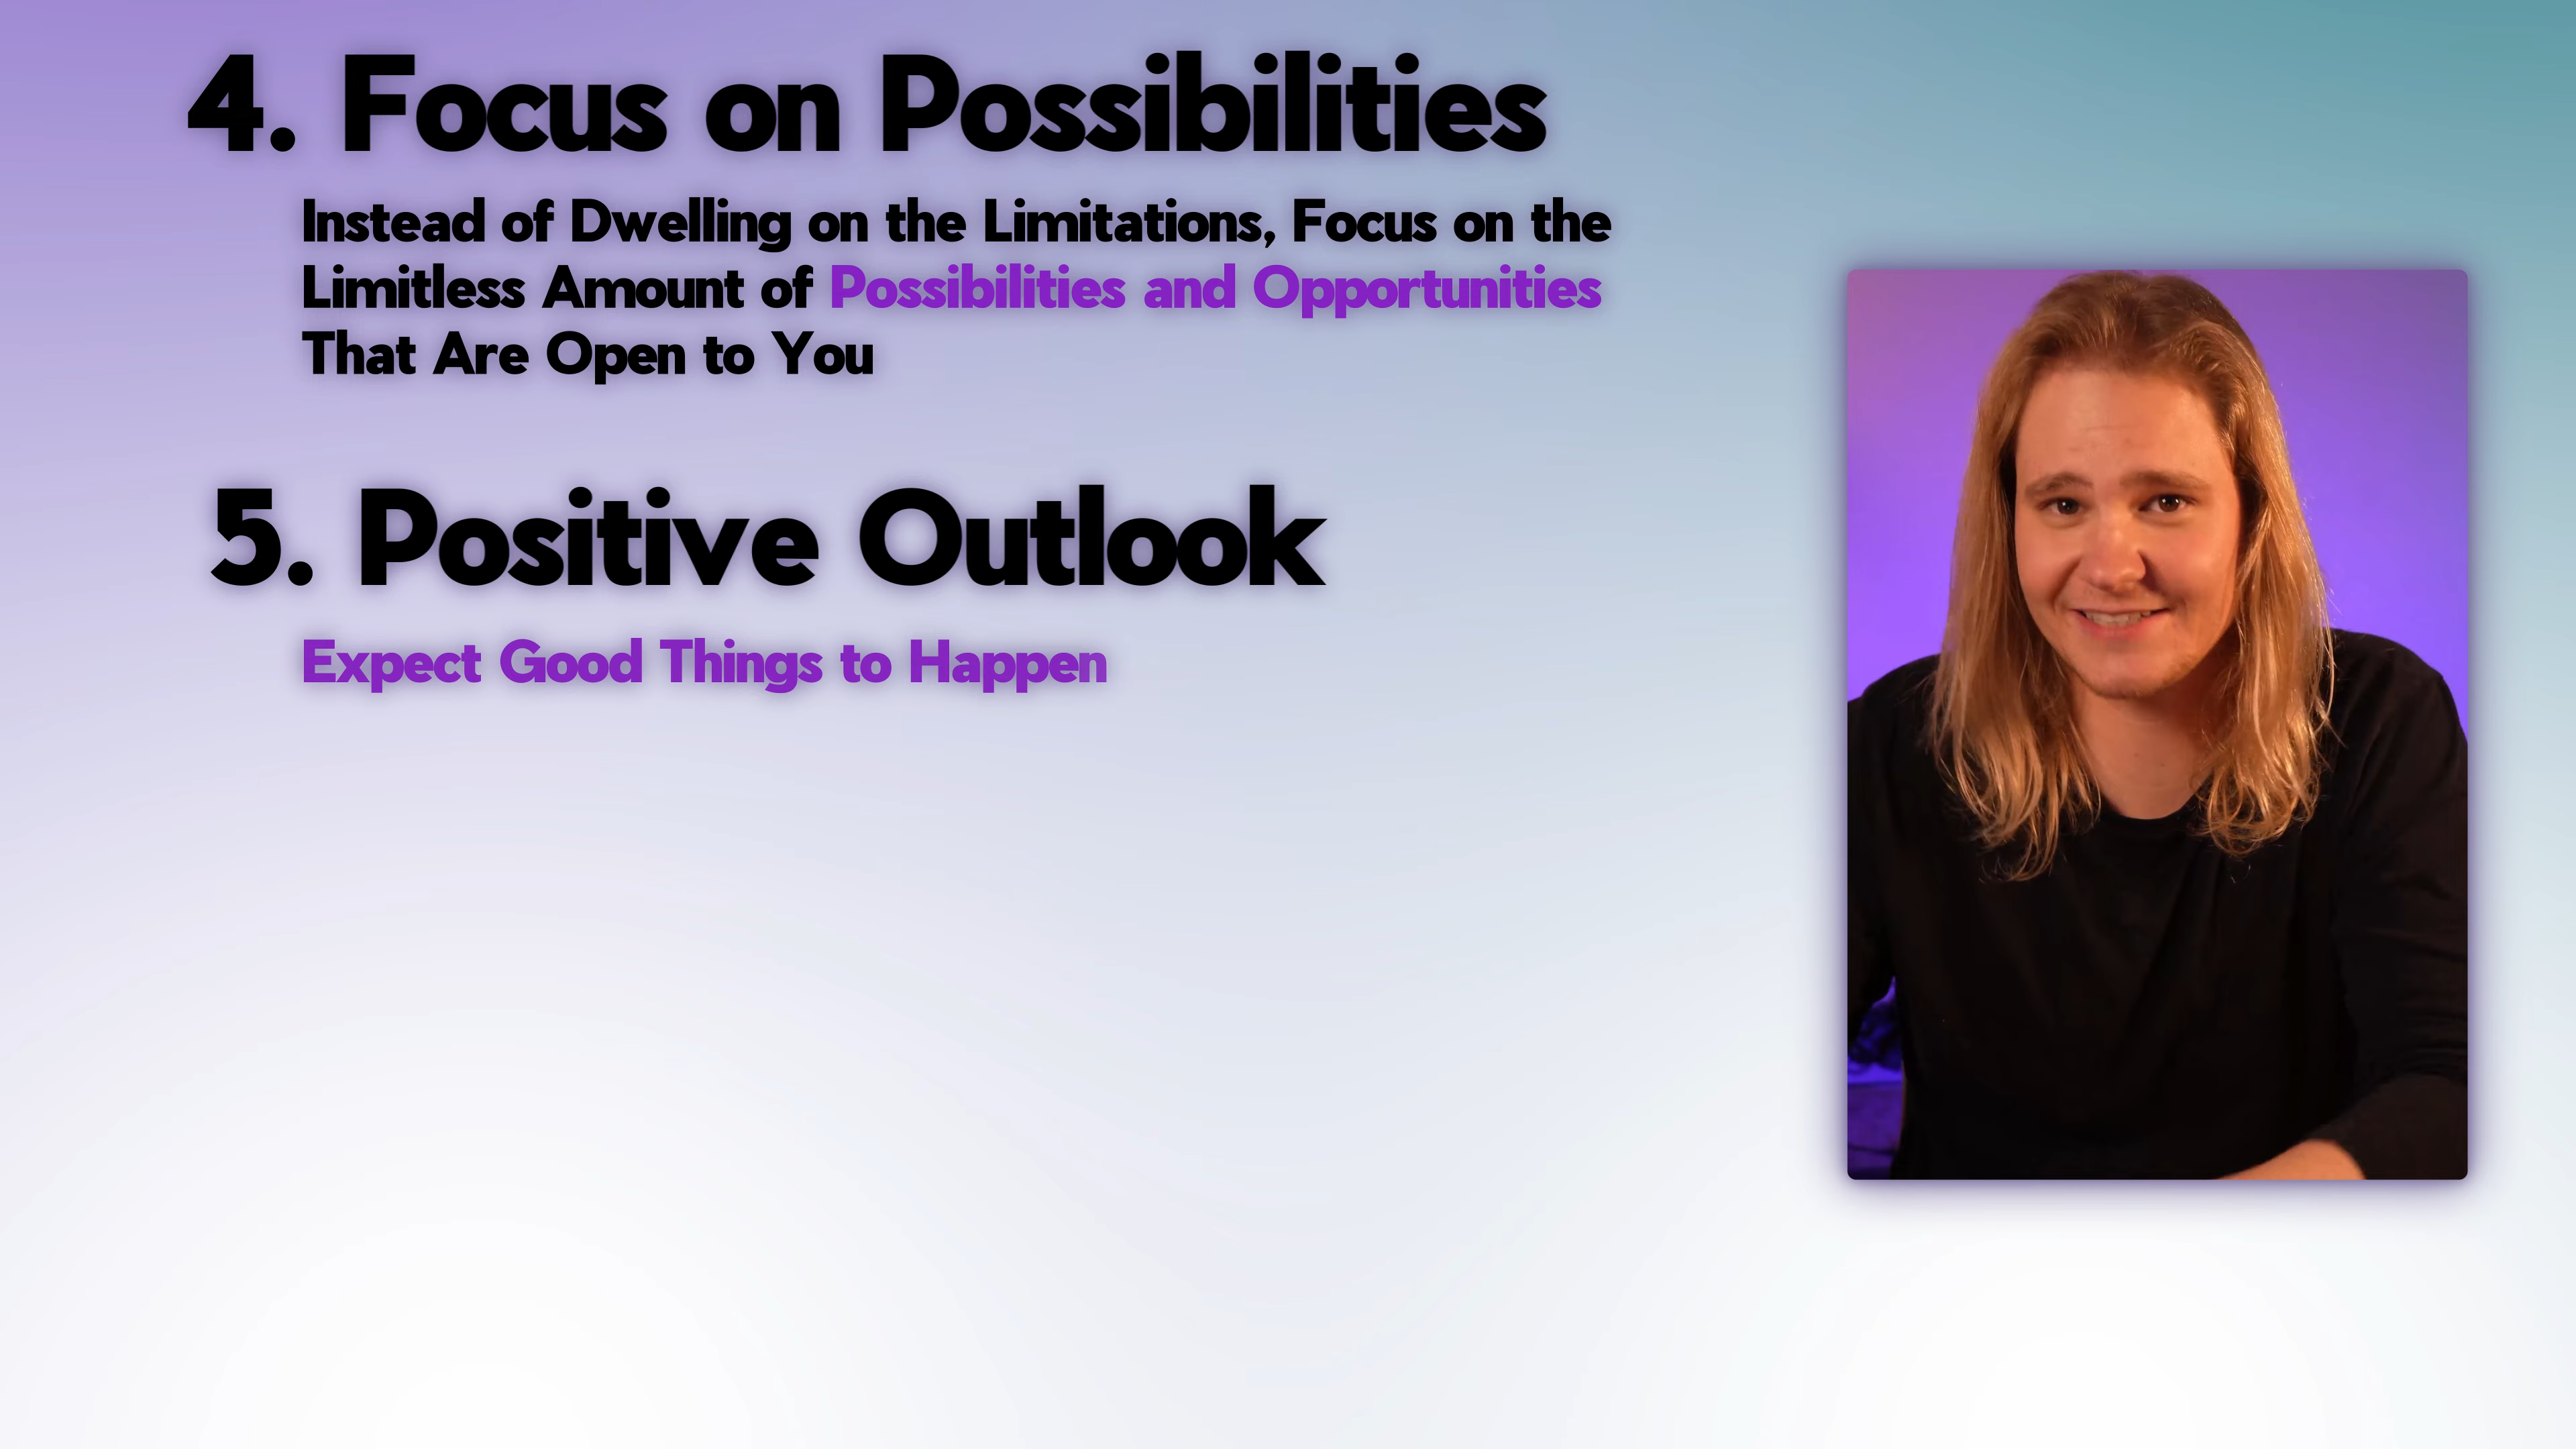 4. Focus on Possibilities
Instead of Dwelling on the Limitations, Focus on the
Limitless Amount of Possibilities and Opportunities
That Are Open to You
5. Positive Outlook
Expect Good Things to Happen